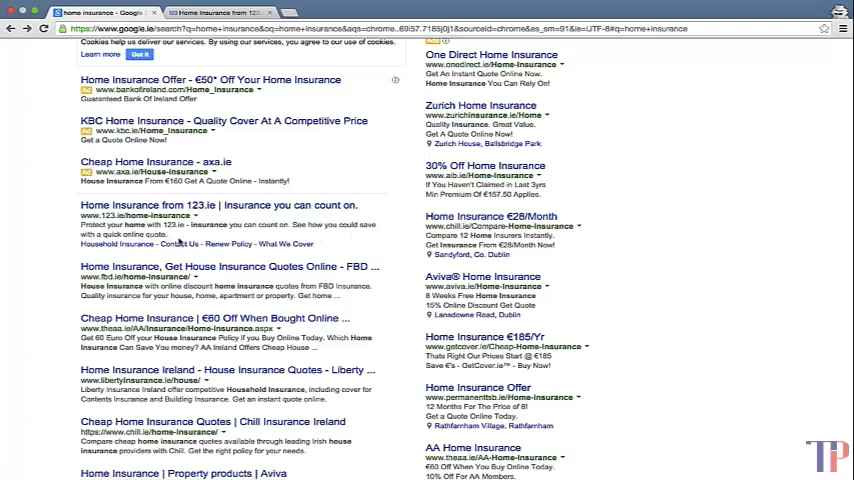 home insurance - Google
Home Insurance from 123.ie
https://www.google.ie/search?q=home+insurance&oq=home+insurance&aqs=chrome..69i57.7185j0j1&sourceid=chrome&es_sm=91&ie=UTF-8#q=home+insurance
Cookies help us deliver our services. By using our services, you agree to our use of cookies.
Learn more Got it
Home Insurance Offer - €50* Off Your Home Insurance
Ad www.bankofireland.com/Home_Insurance
Guaranteed Bank Of Ireland Offer
KBC Home Insurance - Quality Cover At A Competitive Price
Ad www.kbc.ie/Home_Insurance
Get a Quote Online Now!
Cheap Home Insurance - axa.ie
Ad www.axa.ie/House-Insurance
House Insurance From €160 Get A Quote Online - Instantly!
Home Insurance from 123.ie | Insurance you can count on.
www.123.ie/home-insurance
Protect your home with 123.ie - insurance you can count on. See how you could save
with a quick online quote.
Household Insurance - Contact Us - Renew Policy - What We Cover
Home Insurance, Get House Insurance Quotes Online - FBD ...
www.fbd.ie/home-insurance/
House Insurance with online discount home insurance quotes from FBD Insurance.
Quality insurance for your house, home, apartment or property. Get home ...
Cheap Home Insurance | €60 Off When Bought Online ...
www.theaa.ie/AA/Insurance/Home-Insurance.aspx
Get 60 Euro Off your House Insurance Policy if you Buy Online Today. Which Home
Insurance Can Save You money? AA Ireland Offers Cheap House ...
Home Insurance Ireland - House Insurance Quotes - Liberty ...
www.libertyinsurance.ie/house/
Liberty Insurance Ireland offer competitive Household Insurance, including cover for
Contents Insurance and Building Insurance. Get an instant online quote.
Cheap Home Insurance Quotes | Chill Insurance Ireland
https://www.chill.ie/home-insurance/
Compare cheap home insurance quotes available through leading Irish house
insurance providers with Chill. Get the right policy for your needs.
Home Insurance | Property products | Aviva
Ad
One Direct Home Insurance
www.onedirect.ie/HomeInsurance
Get An Instant Quote Online Now.
Home Insurance You Can Rely On!
Zurich Home Insurance
www.zurichinsurance.ie/Home
Quality Insurance. Great Value.
Get A Quote Online Now!
Zurich House, Ballsbridge Park
30% Off Home Insurance
www.aib.ie/Home-Insurance
If You Haven't Claimed in Last 3yrs
Min Premium Of €157.50 Applies.
Home Insurance €28/Month
www.chill.ie/Compare-Home-Insurance
Compare 12 Home Insurers Instantly.
Get Insurance From €28/Month Now!
Sandyford, Co. Dublin
Aviva® Home Insurance
www.aviva.ie/Home-Insurance
8 Weeks Free Home Insurance
15% Online Discount Get Quote
Lansdowne Road, Dublin
Home Insurance €185/Yr
www.getcover.ie/Cheap-Home-Insurance
Thats Right Our Prices Start @ €185
Save €'s - GetCover.ie™ - Buy Now!
Home Insurance Offer
www.permanenttsb.ie/Home-Insurance
12 Months For The Price of 8!
Get a Quote Online Today.
Rathfarnham Village, Rathfarnham
AA Home Insurance
www.theaa.ie/AA-Home-Insurance
€60 Off When You Buy Online Today
10% Off For AA Members.
TP